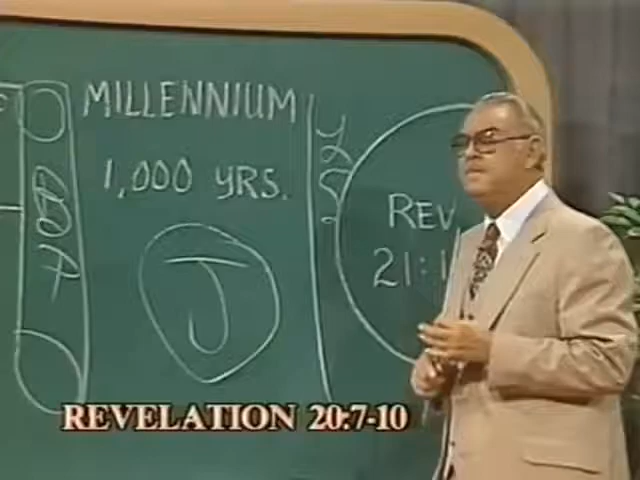 MILLENNIUM
1,000 YRS.
J
REV.
21:1
REVELATION 20:7-10